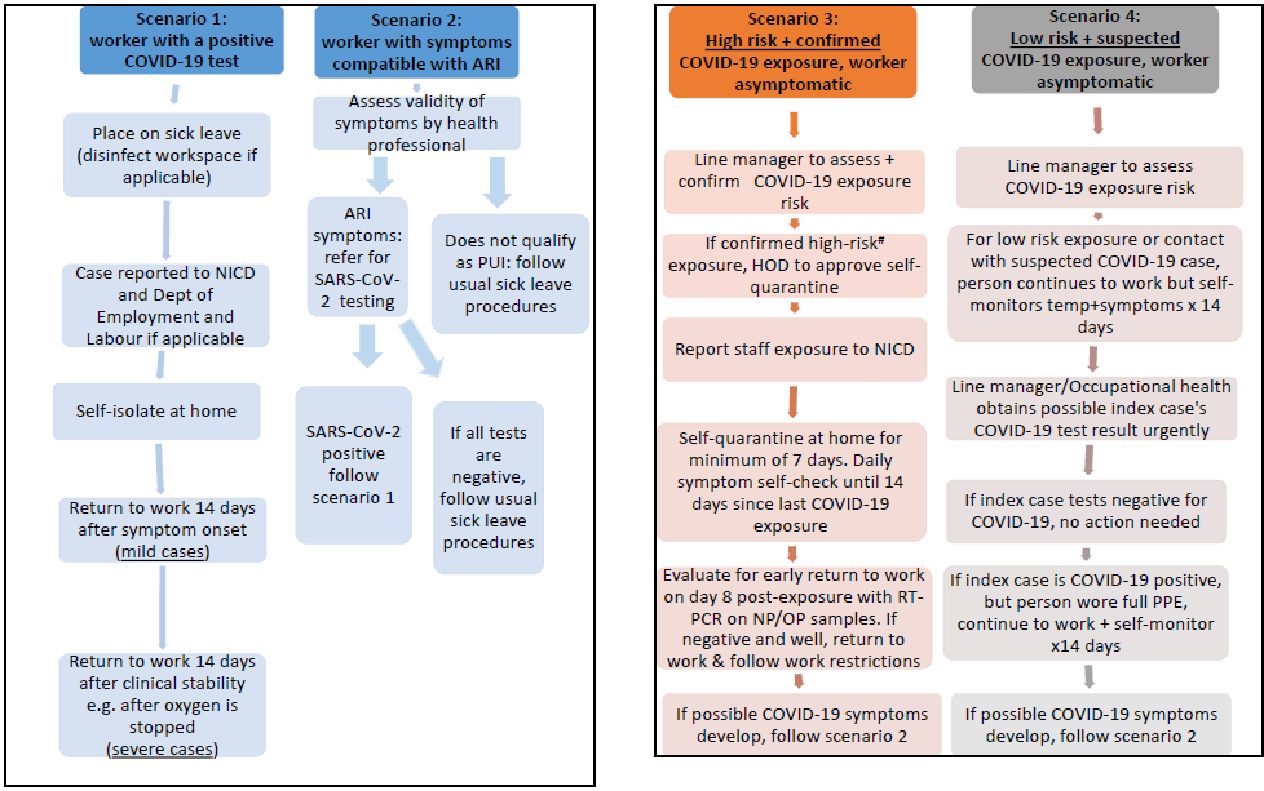 Scenario 1:
worker with a positive
COVID-19 test
Place on sick leave
(disinfect workspace if
applicable)
Case reported to NICD
and Dept of
Employment and
Labour if applicable
Self-isolate at home
Return to work 14 days
after symptom onset
(mild cases)
Return to work 14 days
after clinical stability
e.g. after oxygen is
stopped
(severe cases)
Scenario 2:
worker with symptoms
compatible with ARI
Assess validity of
symptoms by health
professional
ARI
symptoms:
refer for
SARS-CoV-
2 testing
Does not qualify
as PUI: follow
usual sick leave
procedures
SARS-CoV-2
positive
follow
scenario 1
If all tests
are
negative,
follow usual
sick leave
procedures
Scenario 3:
High risk + confirmed
COVID-19 exposure, worker
asymptomatic
Line manager to assess +
confirm COVID-19 exposure
risk
If confirmed high-risk#
exposure, HOD to approve self-
quarantine
Report staff exposure to NICD
Self-quarantine at home for
minimum of 7 days. Daily
symptom self-check until 14
days since last COVID-19
exposure
Evaluate for early return to work
on day 8 post-exposure with RT-
PCR on NP/OP samples. If
negative and well, return to
work & follow work restrictions
If possible COVID-19 symptoms
develop, follow scenario 2
Scenario 4:
Low risk + suspected
COVID-19 exposure, worker
asymptomatic
Line manager to assess
COVID-19 exposure risk
For low risk exposure or contact
with suspected COVID-19 case,
person continues to work but self-
monitors temp+symptoms x 14
days
Line manager/Occupational health
obtains possible index case's
COVID-19 test result urgently
If index case tests negative for
COVID-19, no action needed
If index case is COVID-19 positive,
but person wore full PPE,
continue to work + self-monitor
x14 days
If possible COVID-19 symptoms
develop, follow scenario 2